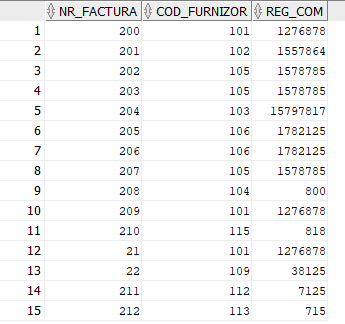 NR_FACTURA COD_FURNIZOR REG_COM
1 200 101 1276878
2 201 102 1557864
3 202 105 1578785
4 203 105 1578785
5 204 103 15797817
6 205 106 1782125
7 206 106 1782125
8 207 105 1578785
9 208 104 800
10 209 101 1276878
11 210 115 818
12 21 101 1276878
13 22 109 38125
14 211 112 7125
15 212 113 715